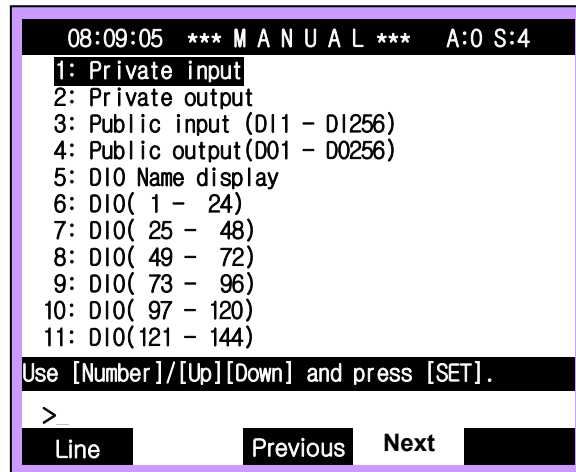 08:09:05 *** M A N U A L *** A:0 S:4
1: Private input
2: Private output
3: Public input (DI1 - DI256)
4: Public output(DO1 - DO256)
5: DIO Name display
6: DIO( 1 - 24)
7: DIO( 25 - 48)
8: DIO( 49 - 72)
9: DIO( 73 - 96)
10: DIO( 97 - 120)
11: DIO(121 - 144)
Use [Number]/[Up][Down] and press [SET].
>_
Line Previous Next